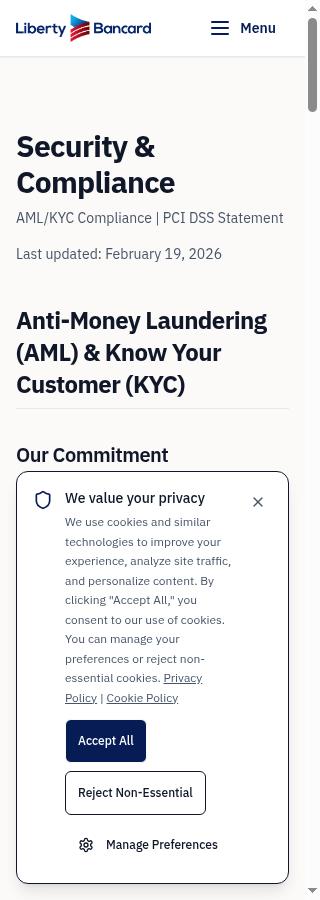 Liberty Bancard
Menu
Security &
Compliance
AML/KYC Compliance | PCI DSS Statement
Last updated: February 19, 2026
Anti-Money Laundering
(AML) & Know Your
Customer (KYC)
Our Commitment
We value your privacy
We use cookies and similar
technologies to improve your
experience, analyze site traffic,
and personalize content. By
clicking "Accept All," you
consent to our use of cookies.
You can manage your
preferences or reject non-
essential cookies. Privacy
Policy | Cookie Policy
Accept All
Reject Non-Essential
Manage Preferences